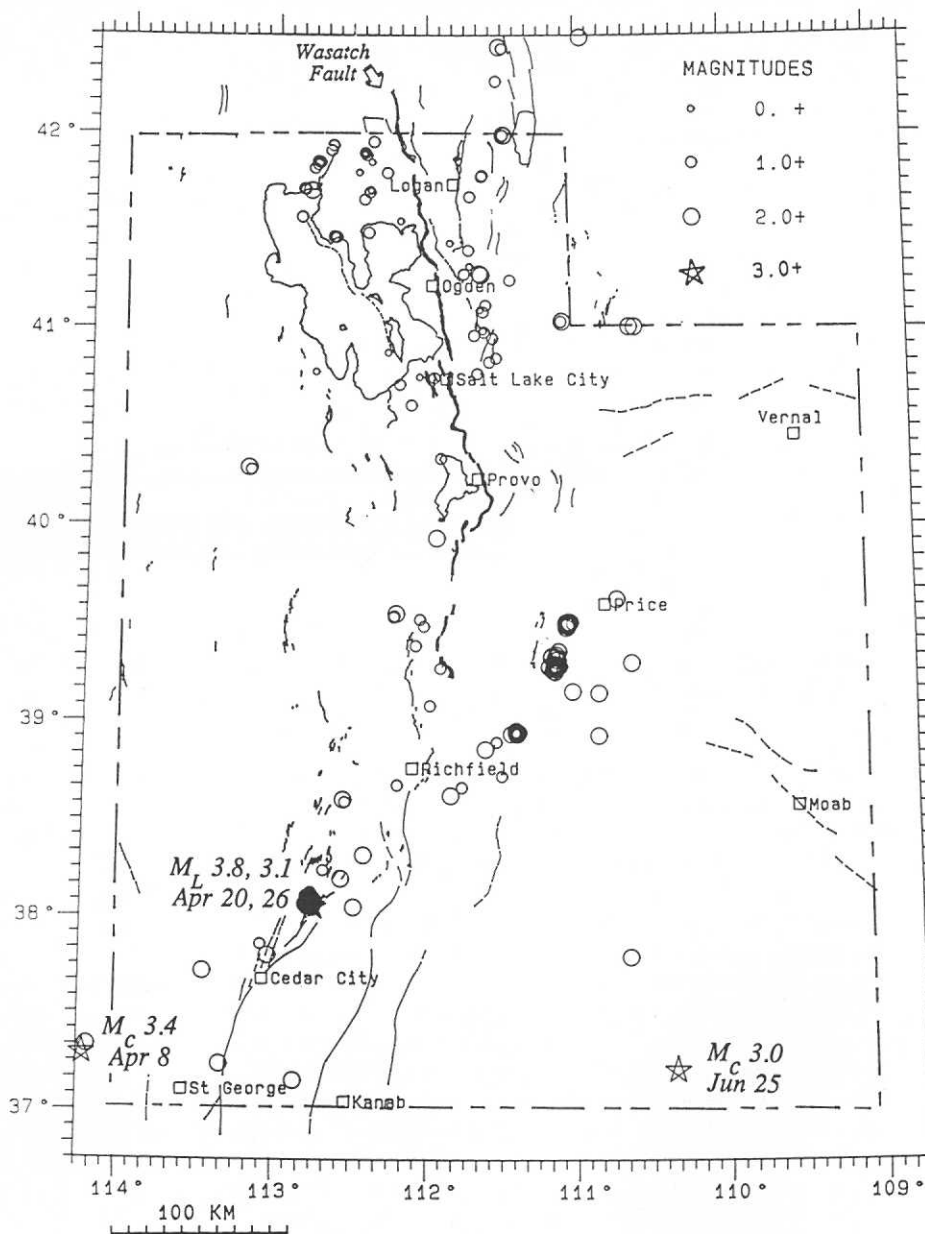 Wasatch
Fault
MAGNITUDES
0. +
1.0+
2.0+
3.0+
42°
Logan
Ogden
41°
Salt Lake City
Vernal
Provo
40°
Price
39°
Richfield
Moab
M_L 3.8, 3.1
Apr 20, 26
38°
Cedar City
M_c 3.4
Apr 8
M_c 3.0
Jun 25
St George
Kanab
37°
114° 113° 112° 111° 110° 109°
100 KM